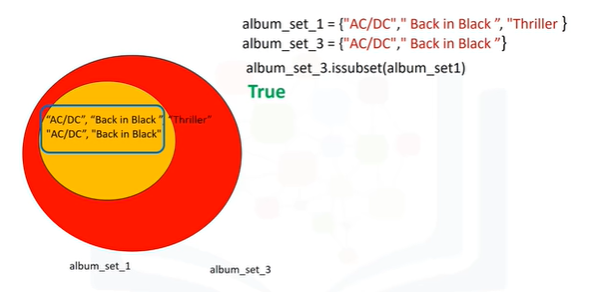 album_set_1 = {"AC/DC"," Back in Black ", "Thriller }
album_set_3 = {"AC/DC"," Back in Black "}
album_set_3.issubset(album_set1)
True
"AC/DC", "Back in Black ", "Thriller"
"AC/DC", "Back in Black"
album_set_1
album_set_3